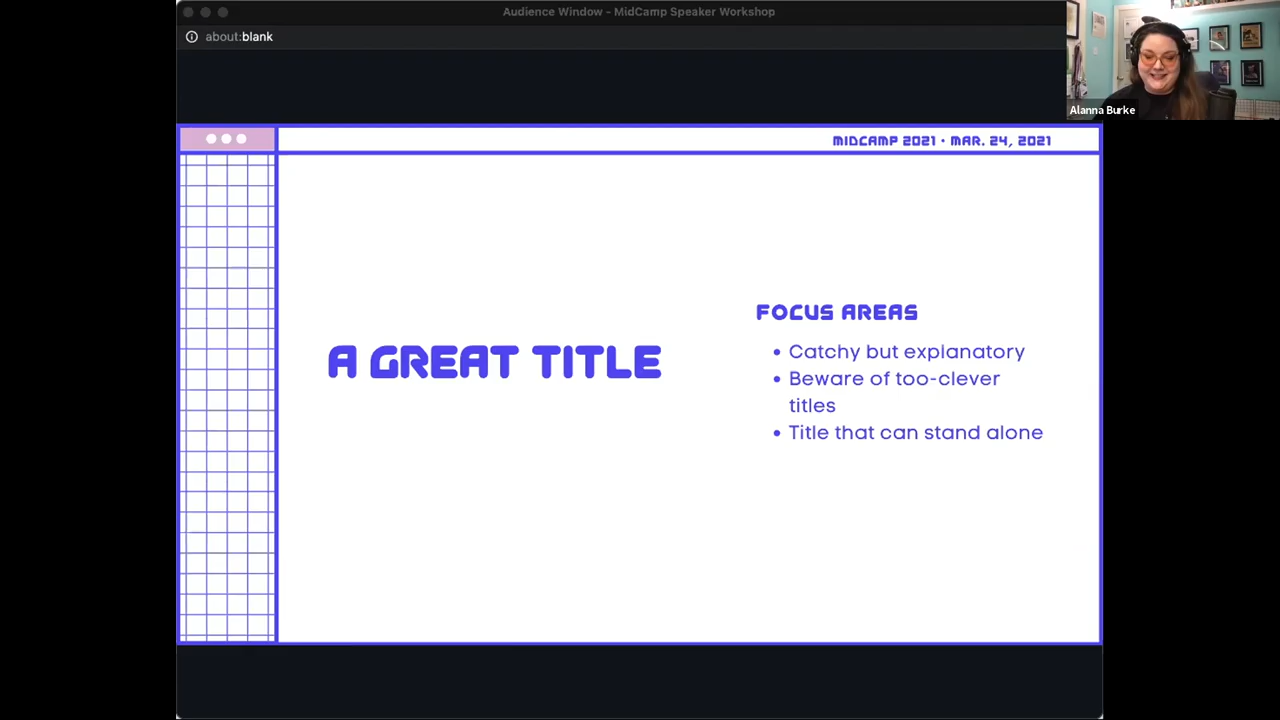 Audience Window - MidCamp Speaker Workshop
about:blank
Alanna Burke
MIDCAMP 2021 • MAR. 24, 2021
A GREAT TITLE
FOCUS AREAS
• Catchy but explanatory
• Beware of too-clever
titles
• Title that can stand alone